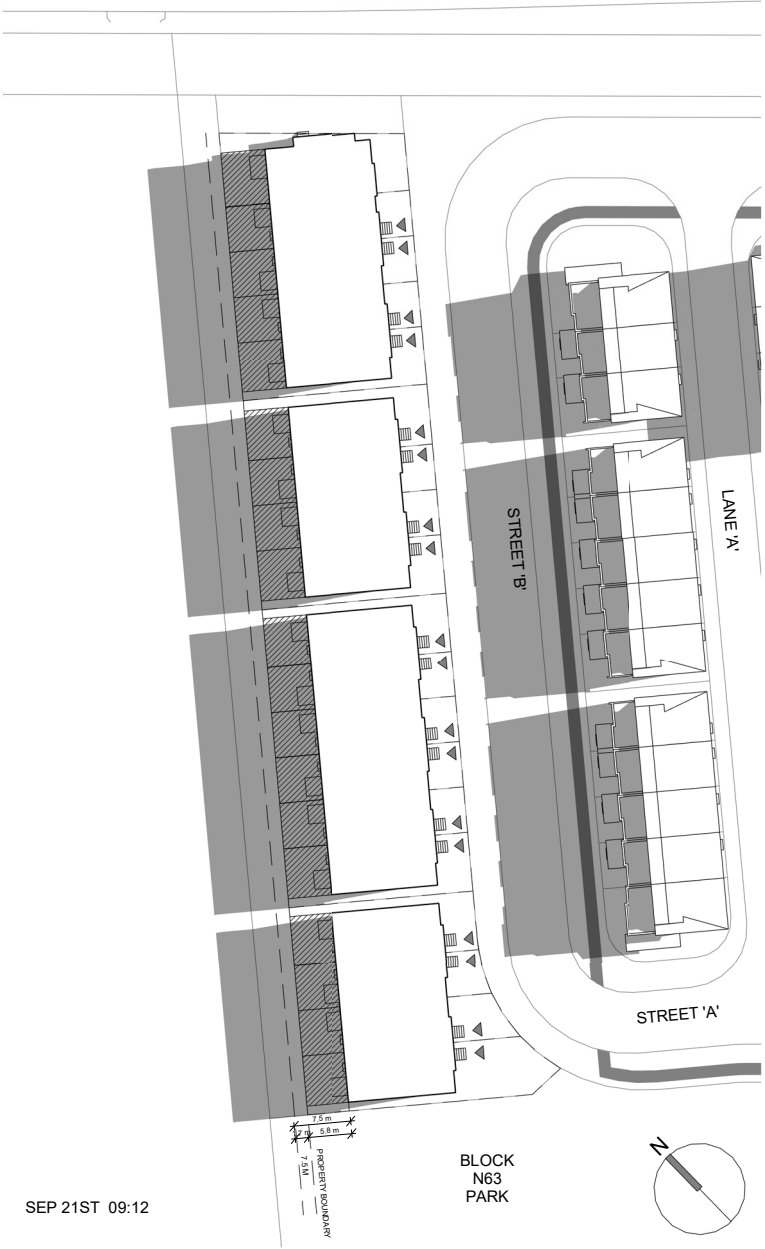 STREET 'B'
LANE 'A'
STREET 'A'
7.5 m
5.8 m
7.5 M
PROPERTY BOUNDARY
BLOCK
N63
PARK
N
SEP 21ST 09:12